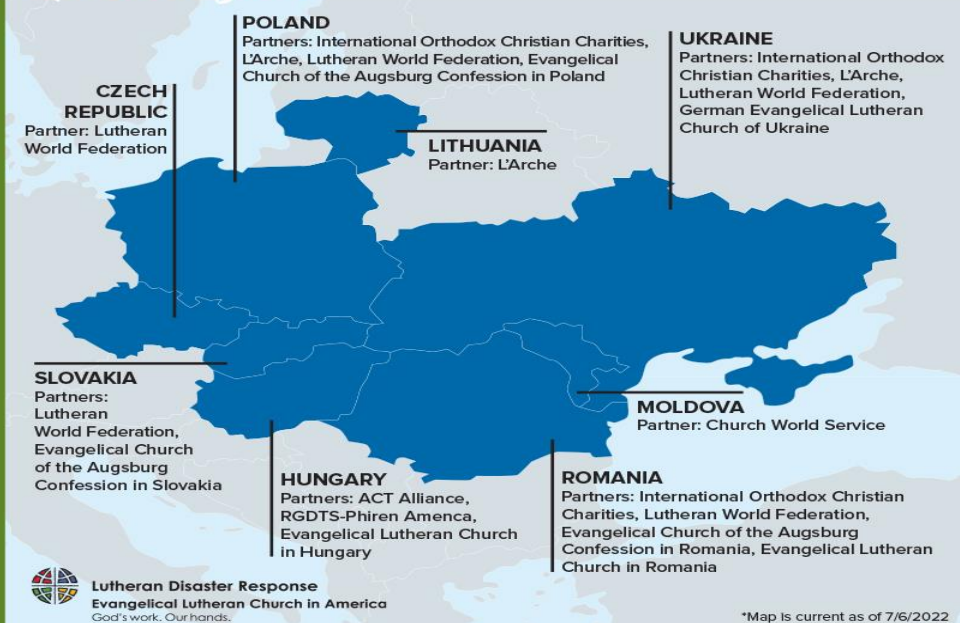 POLAND
Partners: International Orthodox Christian Charities,
L'Arche, Lutheran World Federation, Evangelical
Church of the Augsburg Confession in Poland
UKRAINE
Partners: International Orthodox
Christian Charities, L'Arche,
Lutheran World Federation,
German Evangelical Lutheran
Church of Ukraine
CZECH
REPUBLIC
Partner: Lutheran
World Federation
LITHUANIA
Partner: L'Arche
SLOVAKIA
Partners:
Lutheran
World Federation,
Evangelical Church
of the Augsburg
Confession in Slovakia
MOLDOVA
Partner: Church World Service
HUNGARY
Partners: ACT Alliance,
RGDTS-Phiren Amenca,
Evangelical Lutheran Church
in Hungary
ROMANIA
Partners: International Orthodox Christian
Charities, Lutheran World Federation,
Evangelical Church of the Augsburg
Confession in Romania, Evangelical Lutheran
Church in Romania
Lutheran Disaster Response
Evangelical Lutheran Church in America
God's work. Our hands.
*Map is current as of 7/6/2022